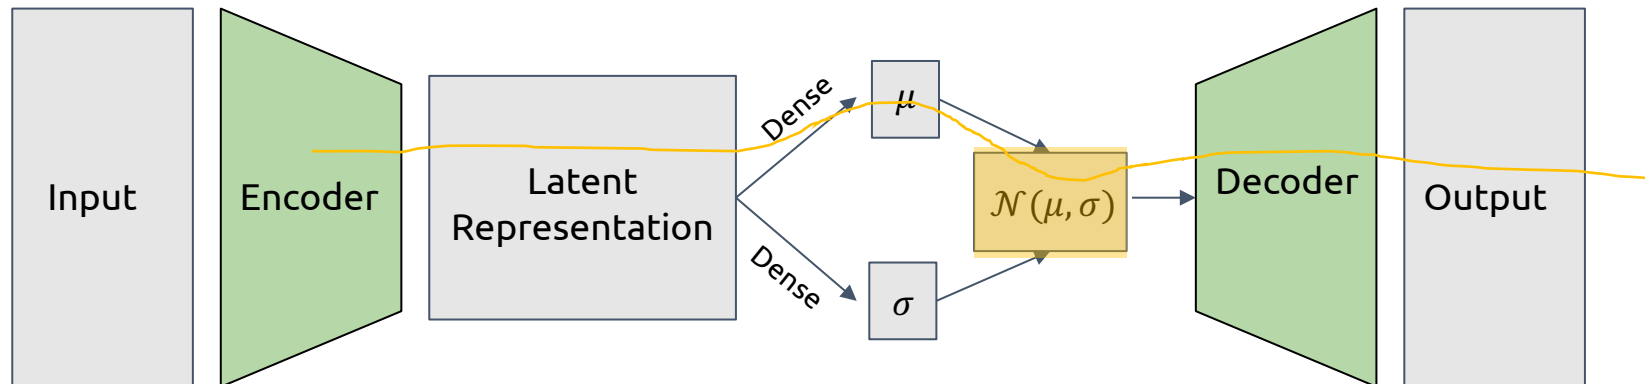 Input
Encoder
Latent
Representation
Dense
Dense
μ
σ
𝒩(μ, σ)
Decoder
Output